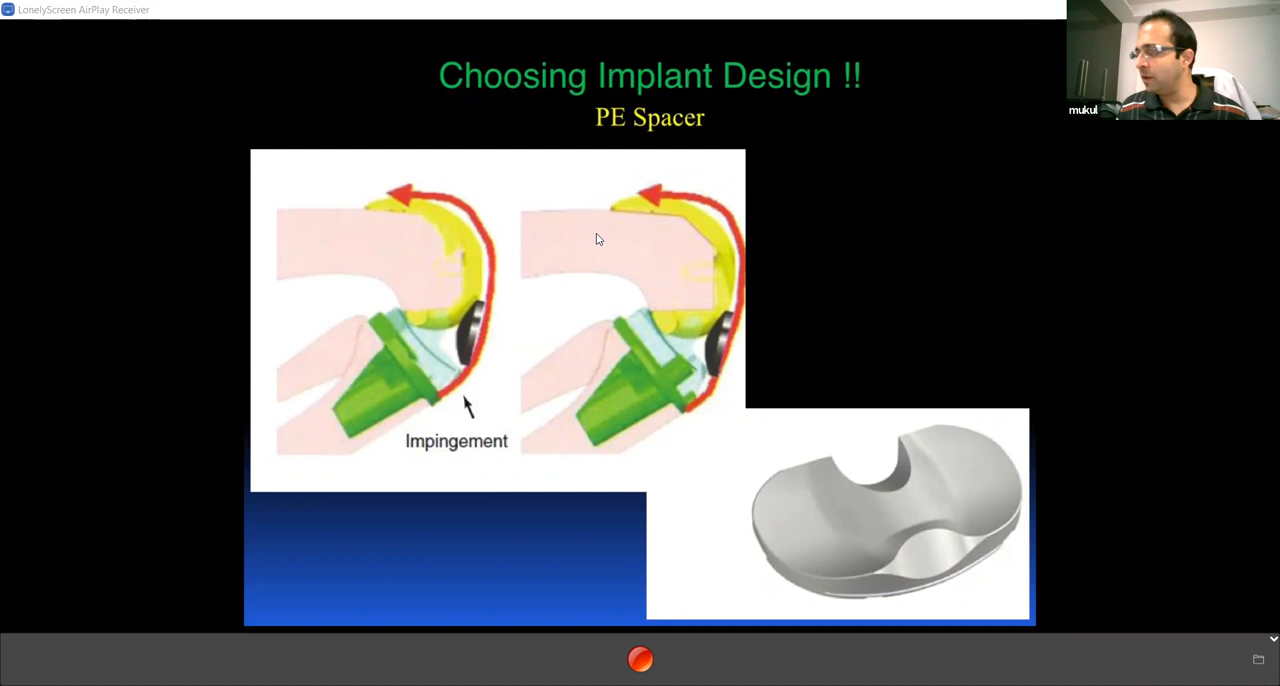 LonelyScreen AirPlay Receiver
Choosing Implant Design !!
PE Spacer
mukul
Impingement